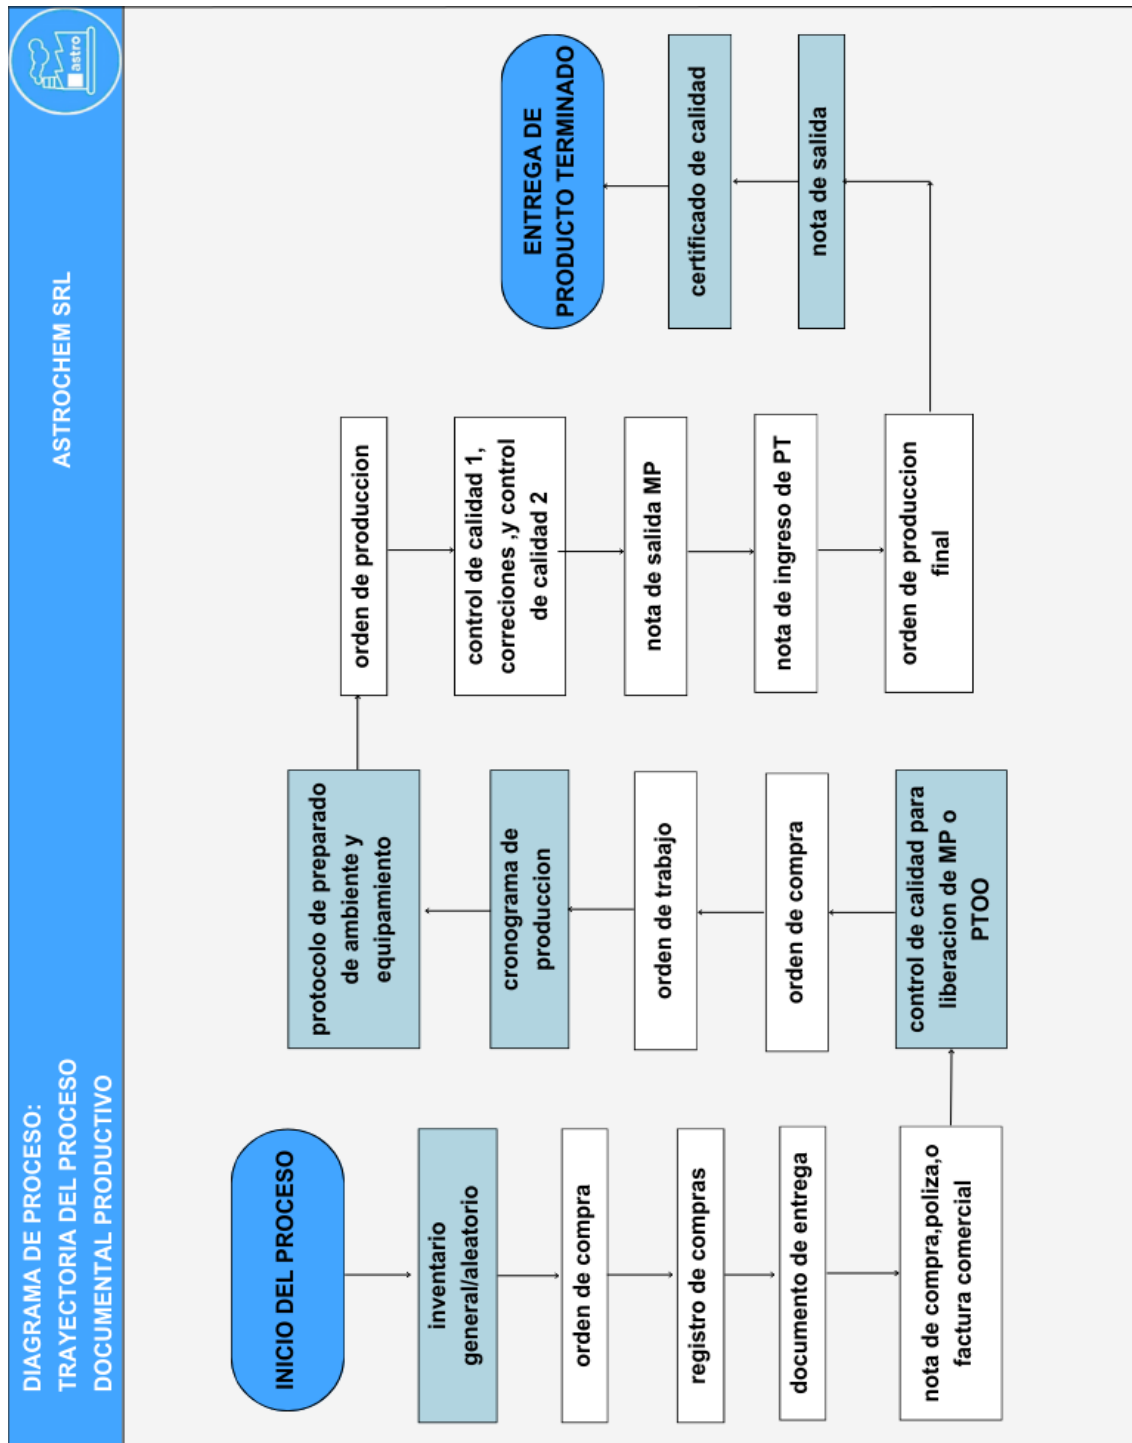 DIAGRAMA DE PROCESO:
TRAYECTORIA DEL PROCESO
DOCUMENTAL PRODUCTIVO
ASTROCHEM SRL
astro
INICIO DEL PROCESO
inventario
general/aleatorio
orden de compra
registro de compras
documento de entrega
nota de compra,poliza,o
factura comercial
control de calidad para
liberacion de MP o
PTOO
orden de compra
orden de trabajo
cronograma de
produccion
protocolo de preparado
de ambiente y
equipamiento
orden de produccion
control de calidad 1,
correciones ,y control
de calidad 2
nota de salida MP
nota de ingreso de PT
orden de produccion
final
nota de salida
certificado de calidad
ENTREGA DE
PRODUCTO TERMINADO